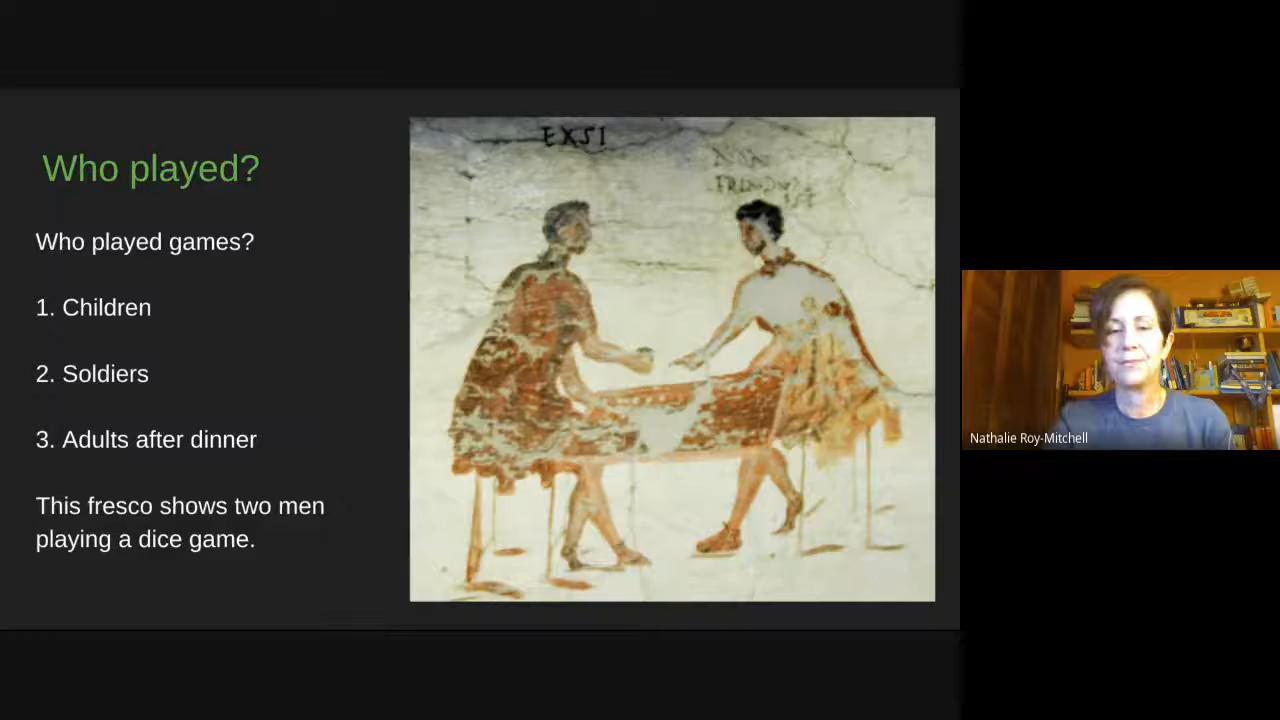 Who played?
Who played games?
1. Children
2. Soldiers
3. Adults after dinner
This fresco shows two men
playing a dice game.
EXSI
NON
Nathalie Roy-Mitchell